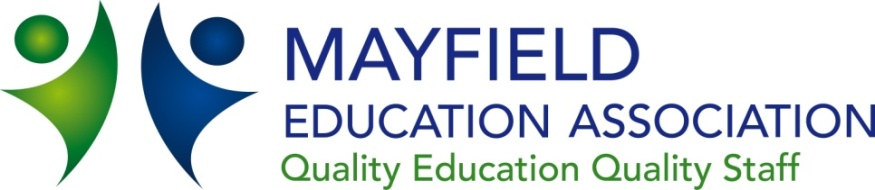 MAYFIELD
EDUCATION ASSOCIATION
Quality Education Quality Staff